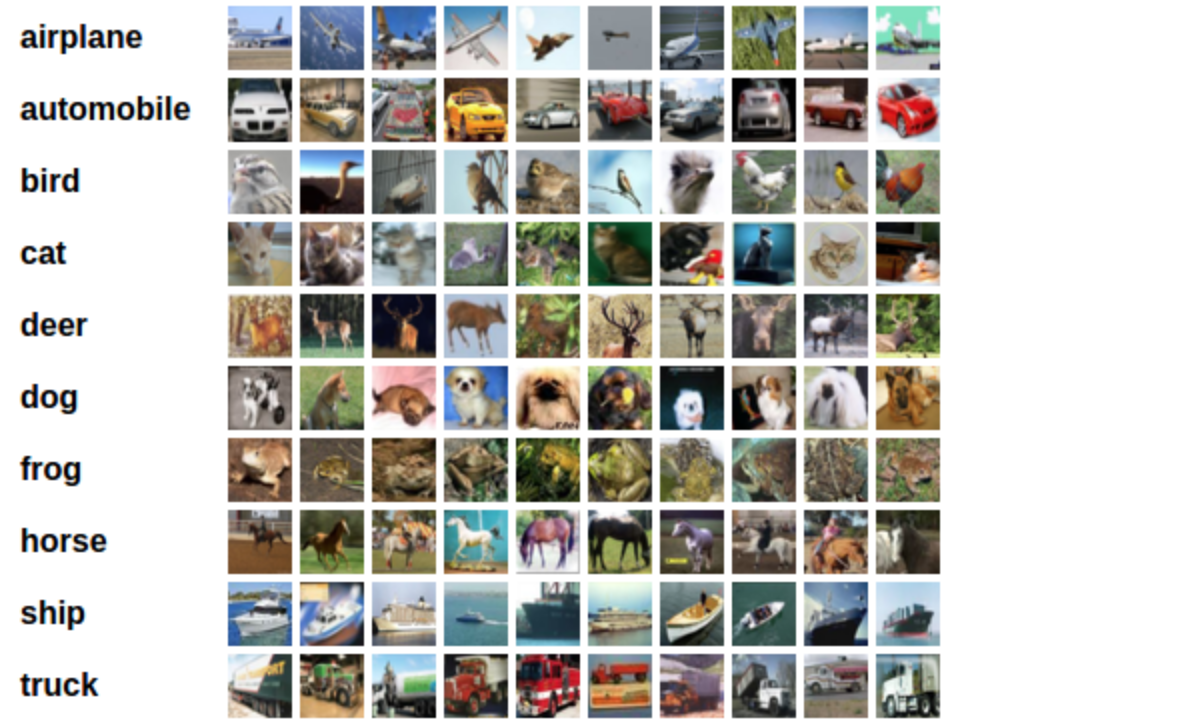 airplane
automobile
bird
cat
deer
dog
frog
horse
ship
truck